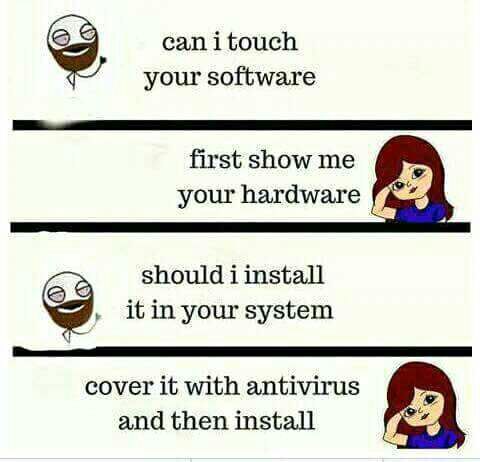 can i touch
your software
first show me
your hardware
should i install
it in your system
cover it with antivirus
and then install